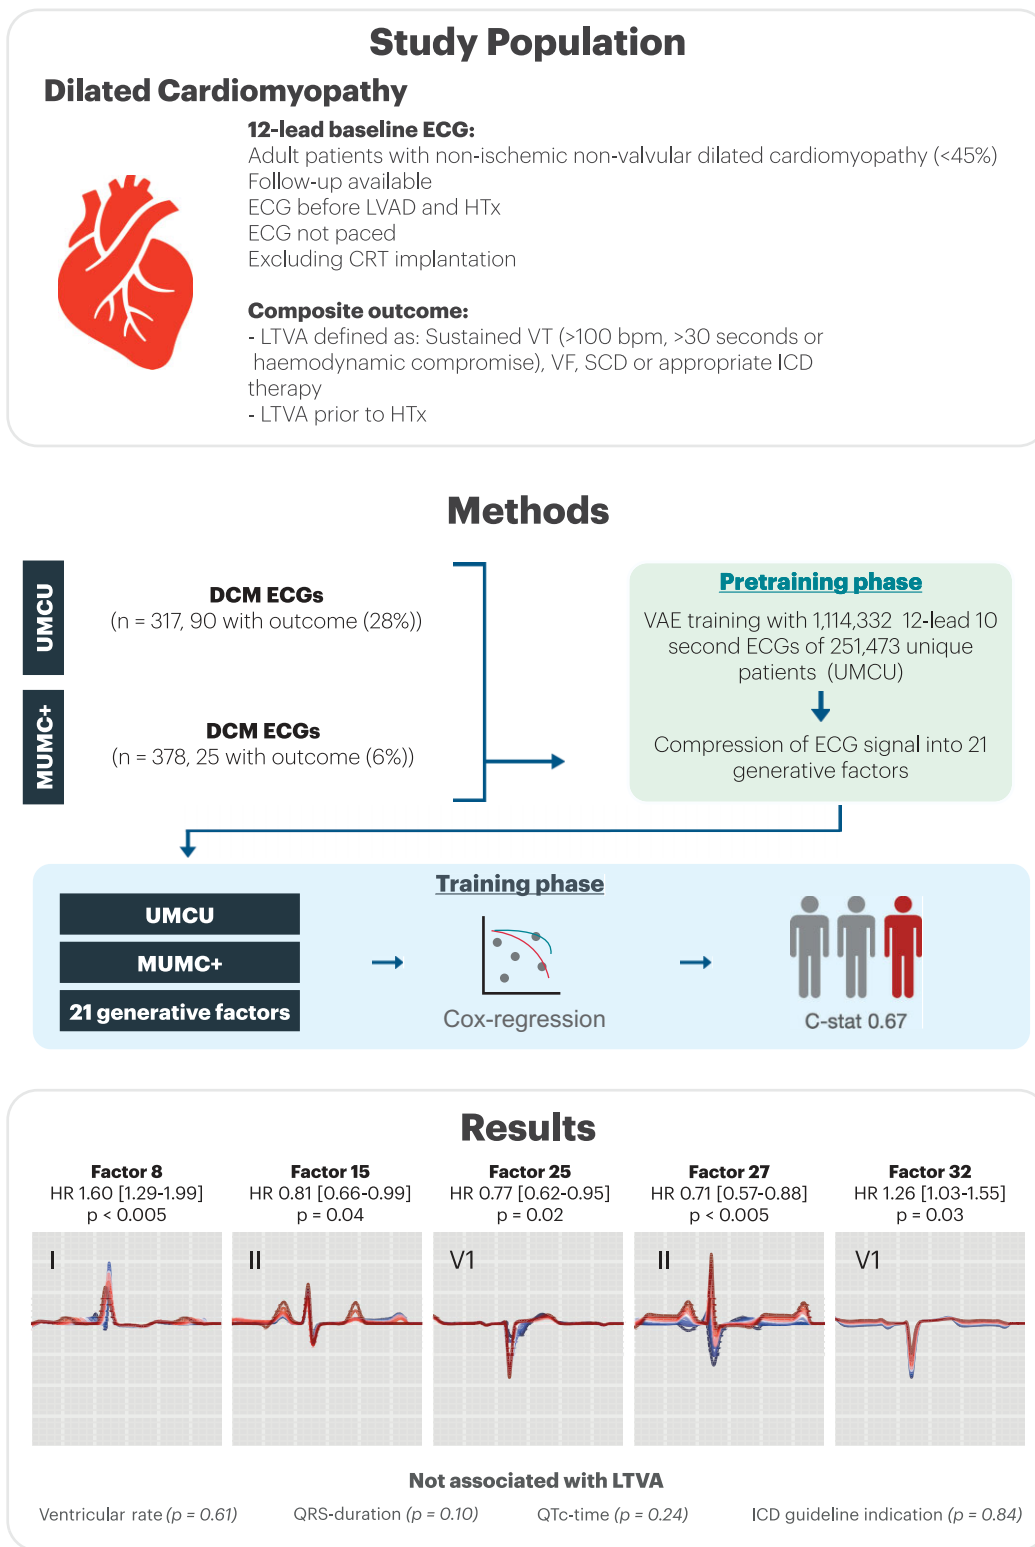 Study Population
Dilated Cardiomyopathy
12-lead baseline ECG:
Adult patients with non-ischemic non-valvular dilated cardiomyopathy (<45%)
Follow-up available
ECG before LVAD and HTx
ECG not paced
Excluding CRT implantation
Composite outcome:
- LTVA defined as: Sustained VT (>100 bpm, >30 seconds or
haemodynamic compromise), VF, SCD or appropriate ICD
therapy
- LTVA prior to HTx
Methods
UMCU
DCM ECGs
(n = 317, 90 with outcome (28%))
MUMC+
DCM ECGs
(n = 378, 25 with outcome (6%))
Pretraining phase
VAE training with 1,114,332 12-lead 10
second ECGs of 251,473 unique
patients (UMCU)
Compression of ECG signal into 21
generative factors
Training phase
UMCU
MUMC+
21 generative factors
Cox-regression
C-stat 0.67
Results
Factor 8
HR 1.60 [1.29-1.99]
p < 0.005
I
Factor 15
HR 0.81 [0.66-0.99]
p = 0.04
II
Factor 25
HR 0.77 [0.62-0.95]
p = 0.02
V1
Factor 27
HR 0.71 [0.57-0.88]
p < 0.005
II
Factor 32
HR 1.26 [1.03-1.55]
p = 0.03
V1
Not associated with LTVA
Ventricular rate (p = 0.61)
QRS-duration (p = 0.10)
QTc-time (p = 0.24)
ICD guideline indication (p = 0.84)